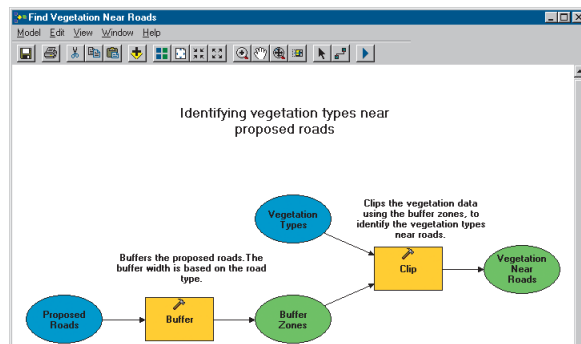 Find Vegetation Near Roads
Model Edit View Window Help
Identifying vegetation types near
proposed roads
Vegetation
Types
Clips the vegetation data
using the buffer zones, to
identify the vegetation types
near roads.
Clip
Vegetation
Near
Roads
Buffers the proposed roads.The
buffer width is based on the road
type.
Proposed
Roads
Buffer
Buffer
Zones